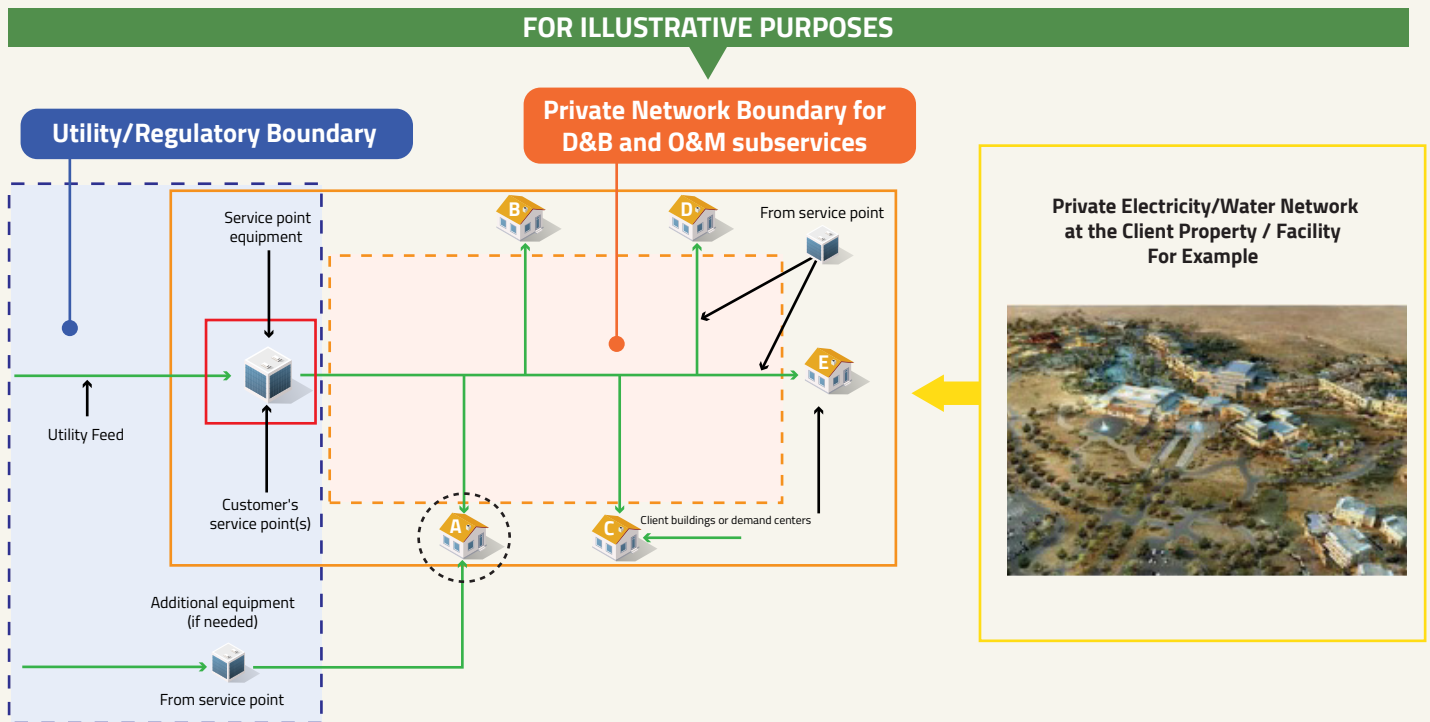 FOR ILLUSTRATIVE PURPOSES
Utility/Regulatory Boundary
Private Network Boundary for
D&B and O&M subservices
Service point
equipment
B
D
From service point
Private Electricity/Water Network
at the Client Property / Facility
For Example
E
Utility Feed
Customer's
service point(s)
A
C
Client buildings or demand centers
Additional equipment
(if needed)
From service point